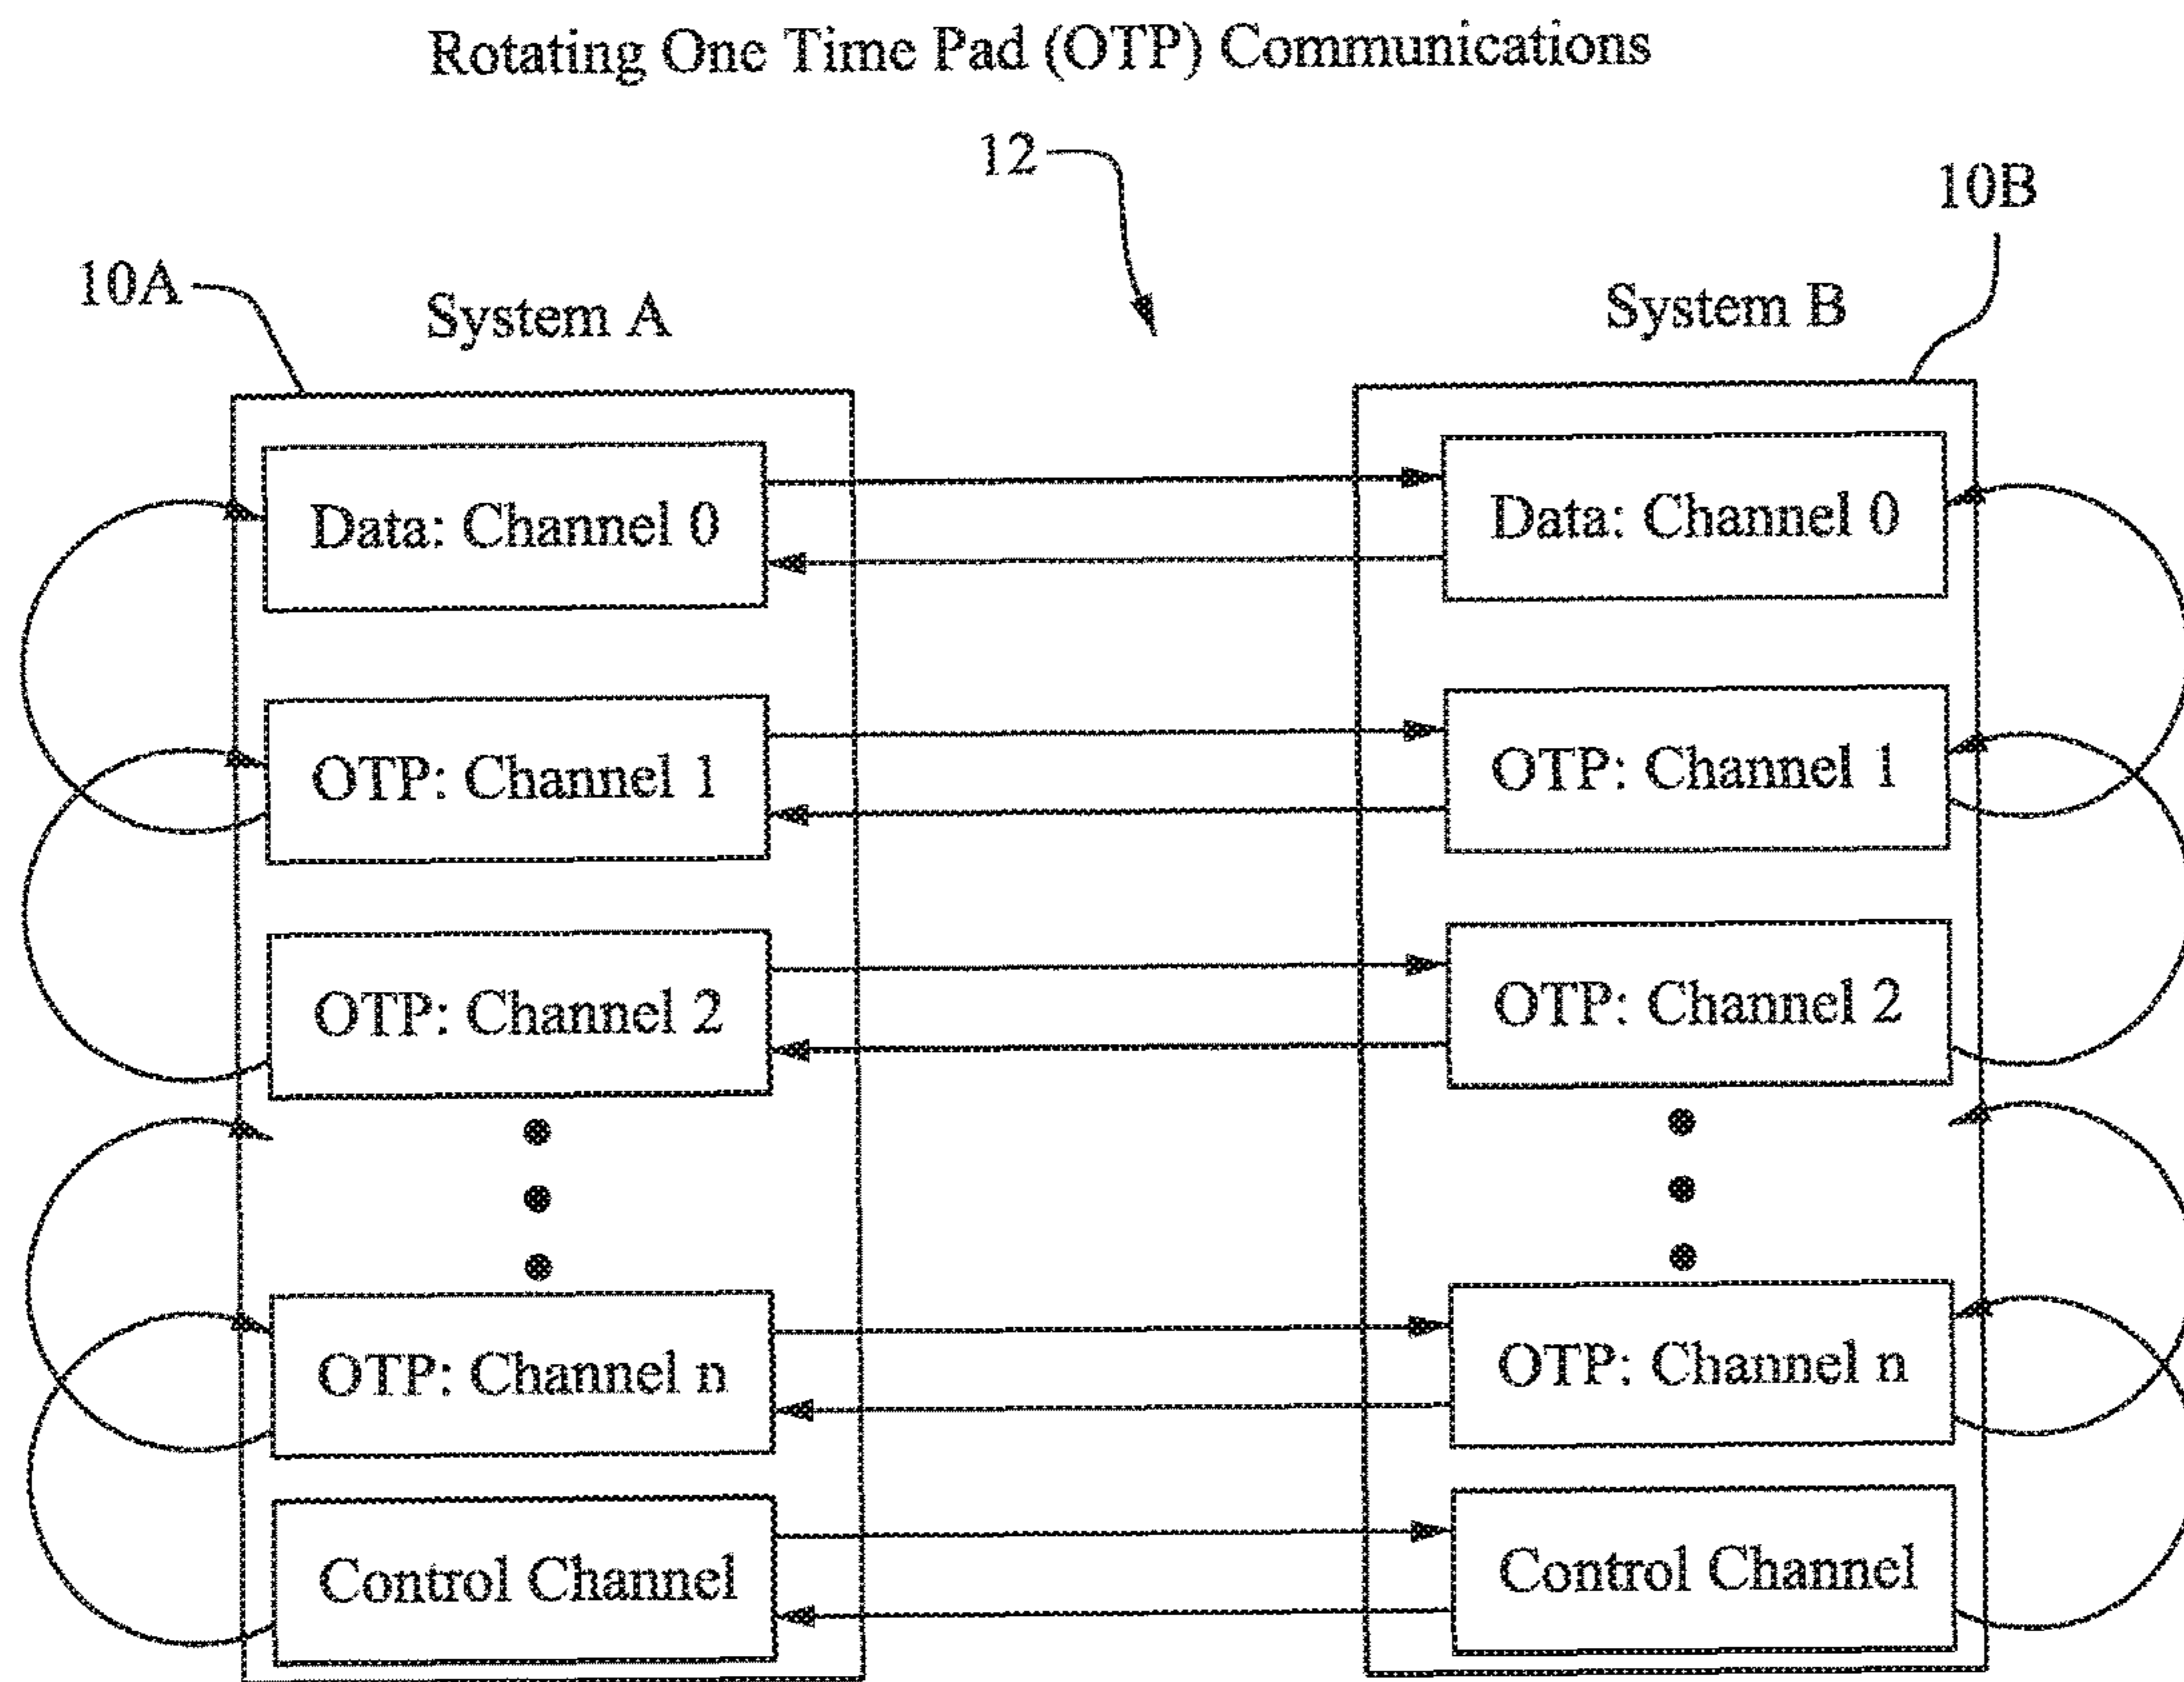 Rotating One Time Pad (OTP) Communications
12
10B
10A
System A
System B
Data: Channel 0
Data: Channel 0
OTP: Channel 1
OTP: Channel 1
OTP: Channel 2
OTP: Channel 2
OTP: Channel n
OTP: Channel n
Control Channel
Control Channel